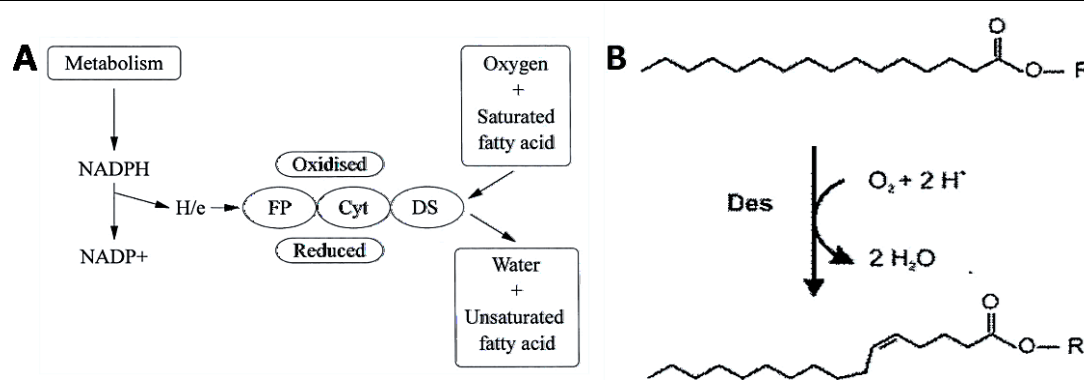 A
Metabolism
NADPH
H/e
NADP+
Oxidised
FP
Cyt
DS
Reduced
Oxygen
+
Saturated
fatty acid
Water
+
Unsaturated
fatty acid
B
O
O
Des
O₂ + 2 H⁺
2 H₂O
O
O
R